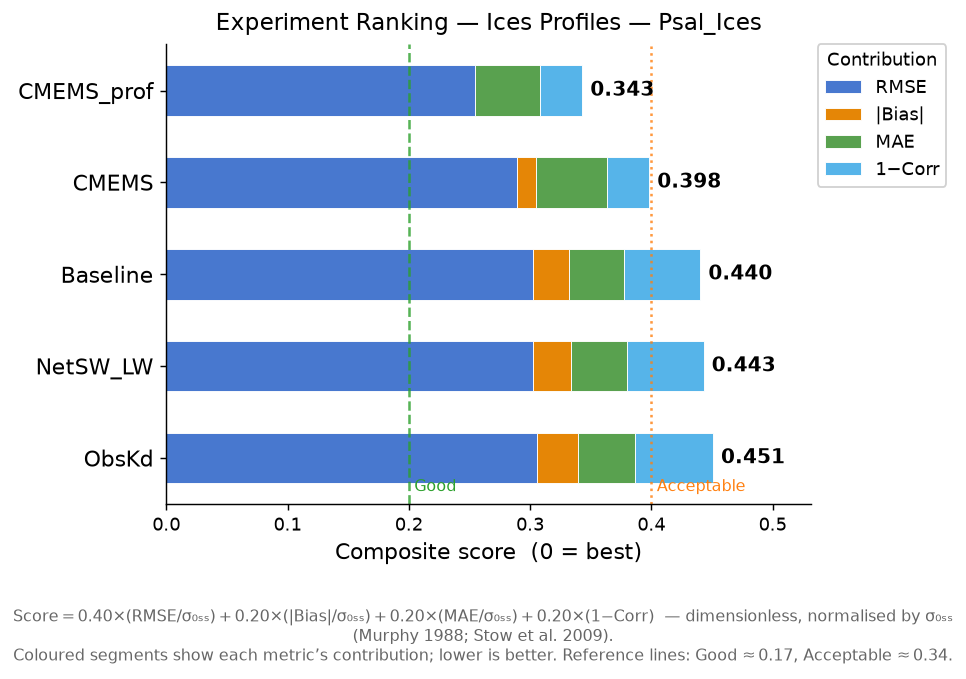 Experiment Ranking — Ices Profiles — Psal_Ices
CMEMS_prof
0.343
CMEMS
0.398
Baseline
0.440
NetSW_LW
0.443
ObsKd
0.451
Good
Acceptable
0.0 0.1 0.2 0.3 0.4 0.5
Composite score (0 = best)
Contribution
RMSE
|Bias|
MAE
1−Corr
Score = 0.40×(RMSE/σ₀ₛₛ) + 0.20×(|Bias|/σ₀ₛₛ) + 0.20×(MAE/σ₀ₛₛ) + 0.20×(1−Corr) — dimensionless, normalised by σ₀ₛₛ
(Murphy 1988; Stow et al. 2009).
Coloured segments show each metric’s contribution; lower is better. Reference lines: Good ≈ 0.17, Acceptable ≈ 0.34.